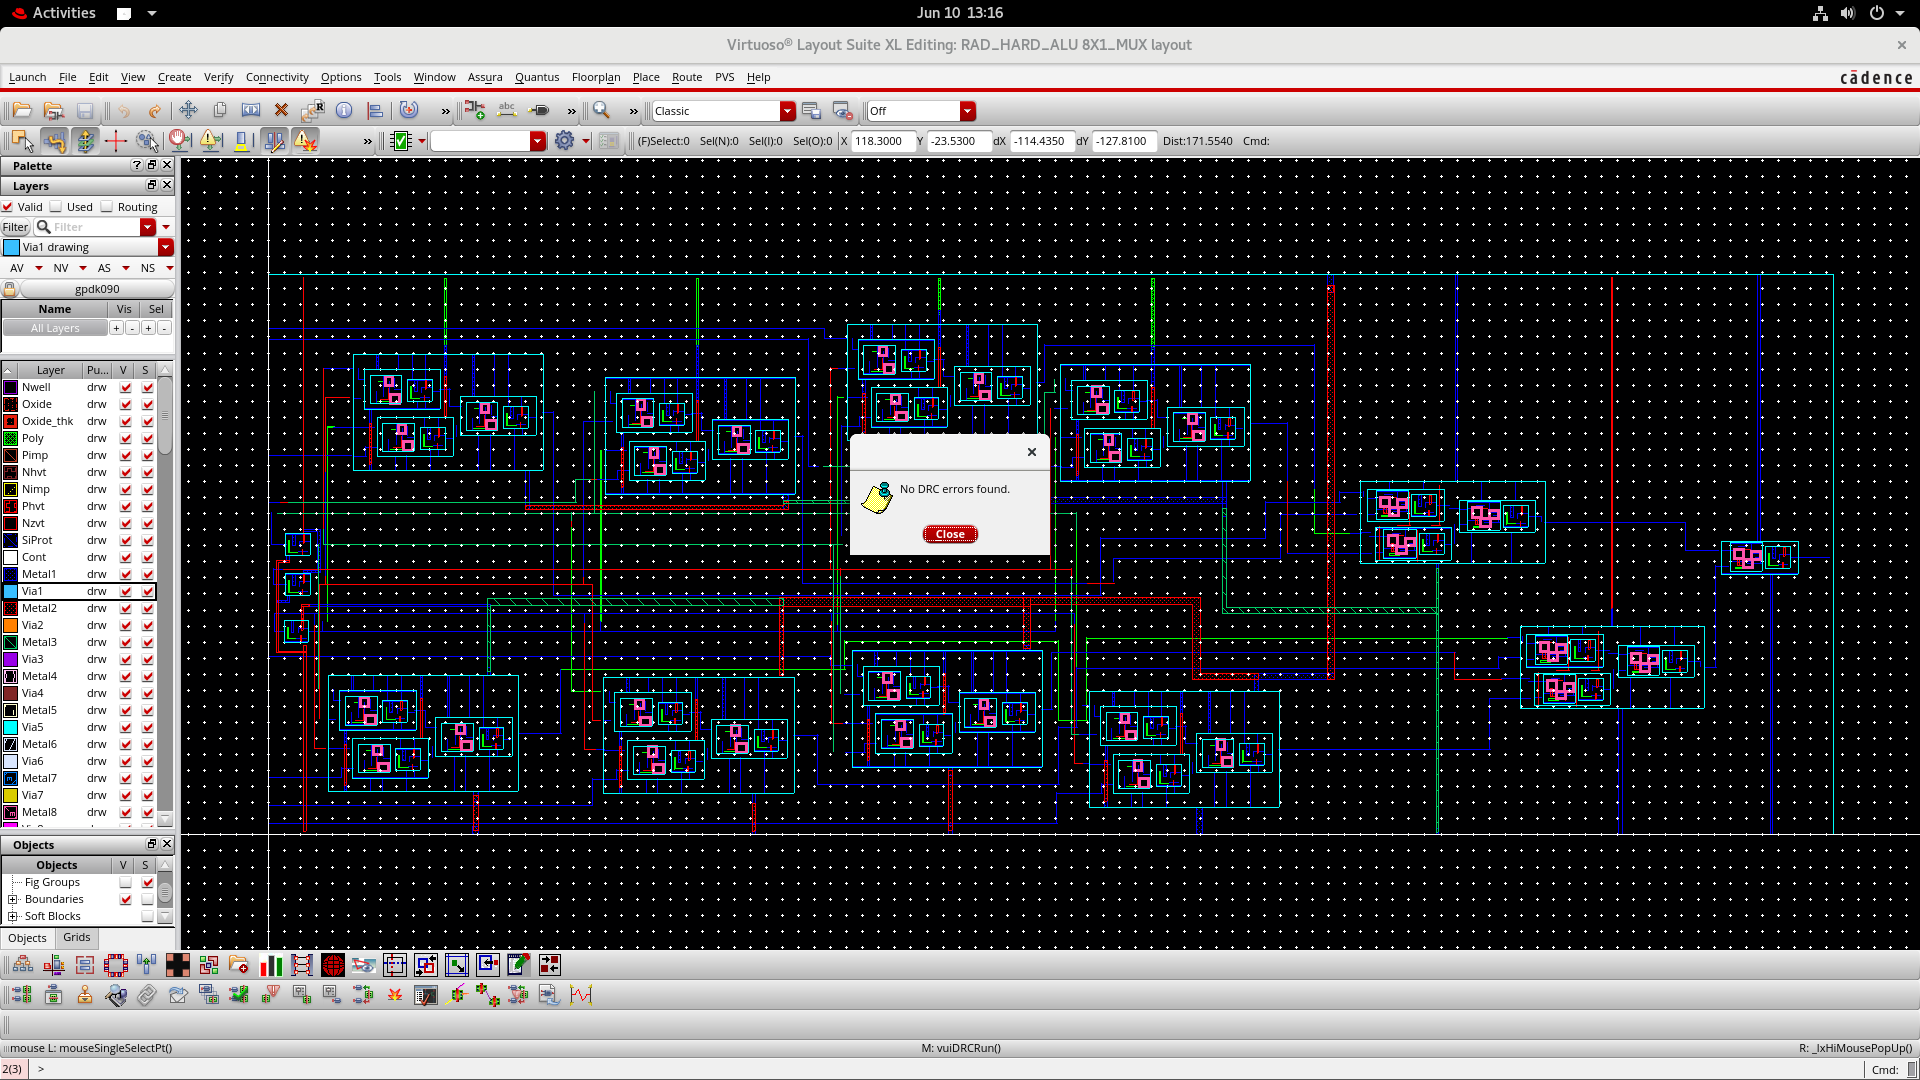 Activities
Jun 10 13:16
Virtuoso® Layout Suite XL Editing: RAD_HARD_ALU 8X1_MUX layout
Launch File Edit View Create Verify Connectivity Options Tools Window Assura Quantus Floorplan Place Route PVS Help
cādence
Classic
Off
(F)Select:0 Sel(N):0 Sel(I):0 Sel(O):0 X 118.3000 Y -23.5300 dX -114.4350 dY -127.8100 Dist:171.5540 Cmd:
Palette
Layers
Valid Used Routing
Filter Filter
Via1 drawing
AV NV AS NS
gpdk090
Name Vis Sel
All Layers + - + -
Layer Pu... V S
Nwell drw
Oxide drw
Oxide_thk drw
Poly drw
Pimp drw
Nhvt drw
Nimp drw
Phvt drw
Nzvt drw
SiProt drw
Cont drw
Metal1 drw
Via1 drw
Metal2 drw
Via2 drw
Metal3 drw
Via3 drw
Metal4 drw
Via4 drw
Metal5 drw
Via5 drw
Metal6 drw
Via6 drw
Metal7 drw
Via7 drw
Metal8 drw
No DRC errors found.
Close
Objects
Objects V S
Fig Groups
Boundaries
Soft Blocks
Objects Grids
mouse L: mouseSingleSelectPt()
M: vuiDRCRun()
R: _lxHiMousePopUp()
2(3) >
Cmd: